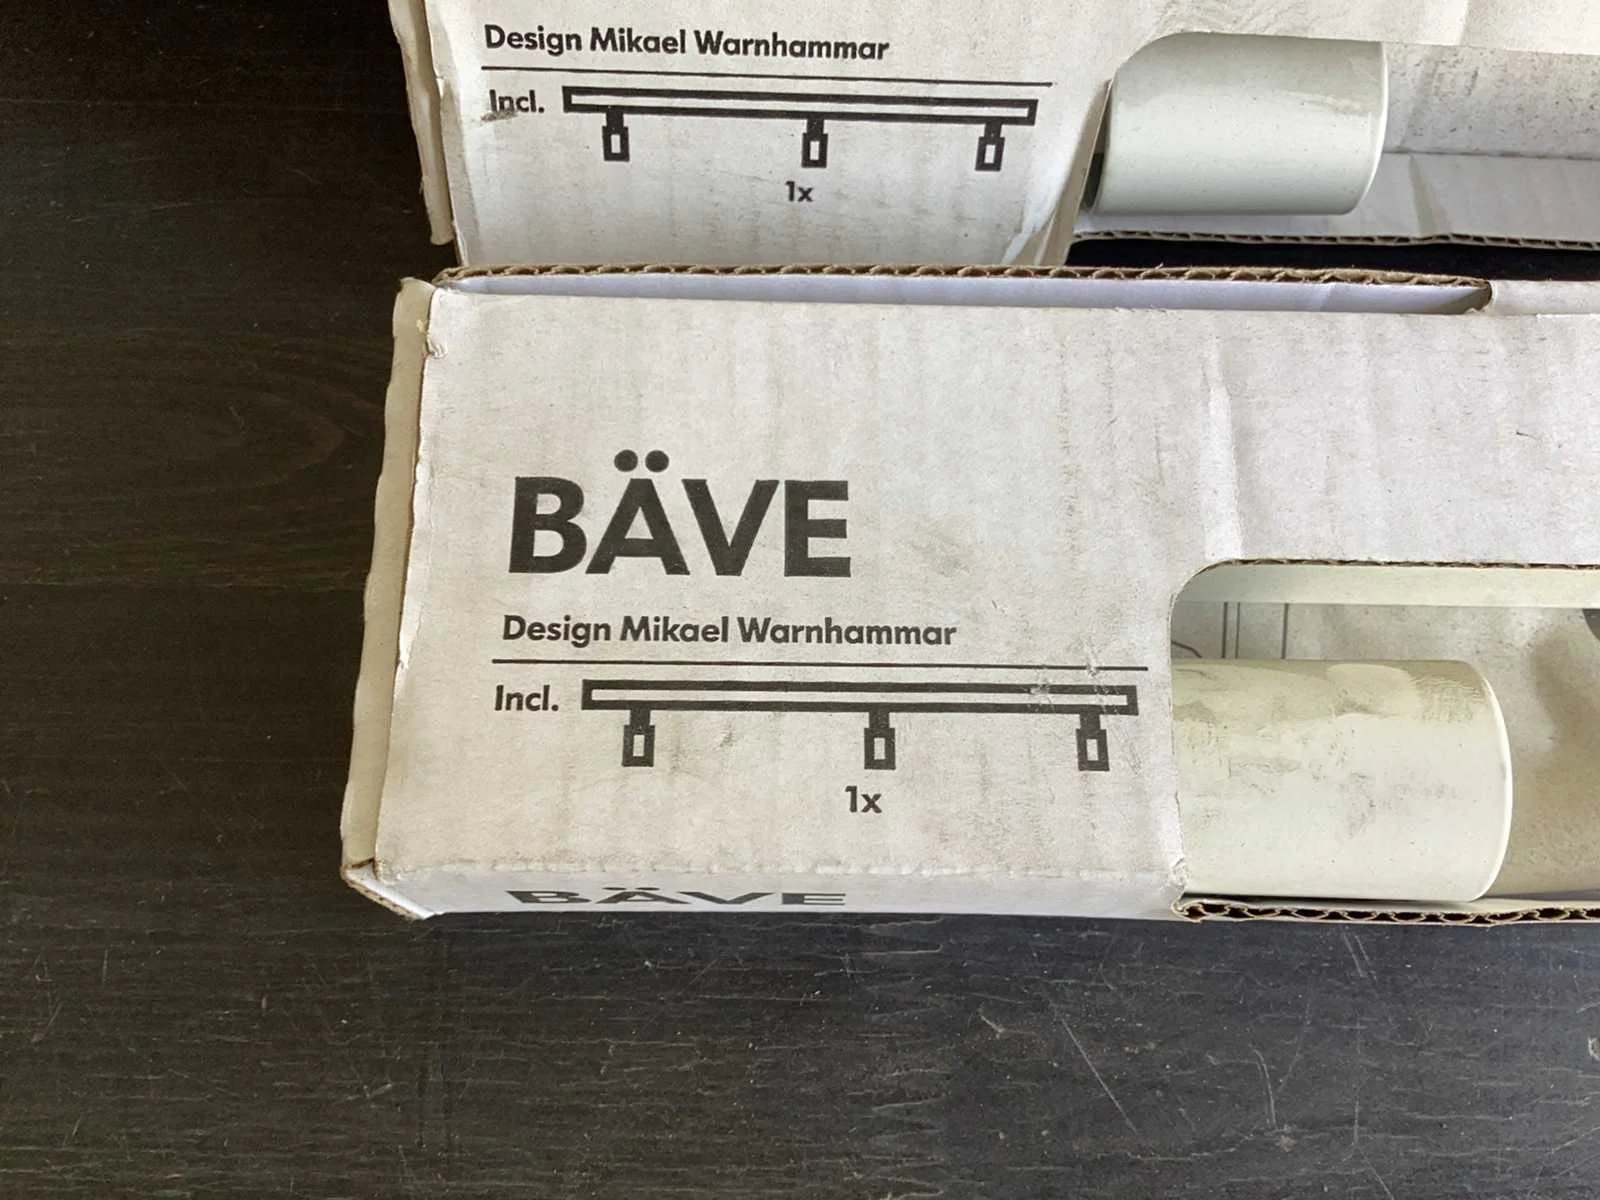 Design Mikael Warnhammar
Incl.
1x
BÄVE
Design Mikael Warnhammar
Incl.
1x
BÄVE